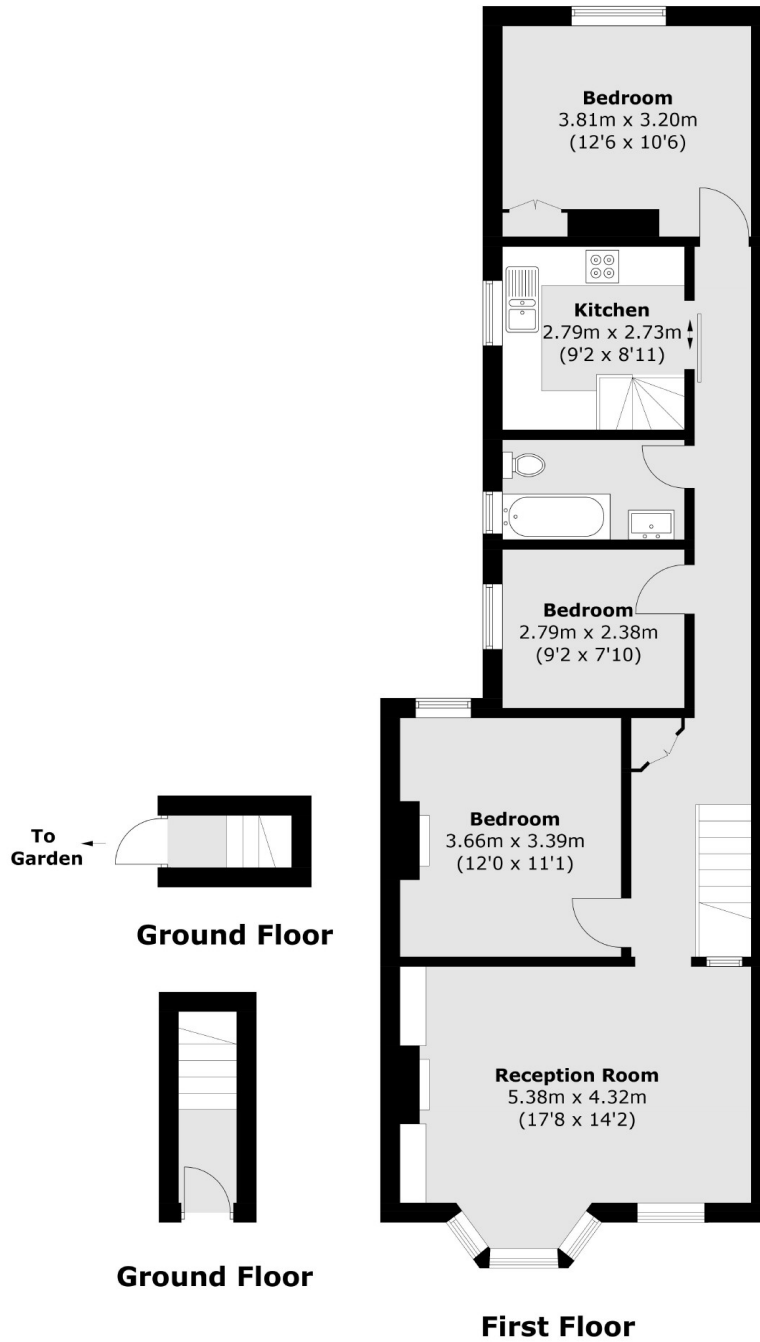 Bedroom
3.81m x 3.20m
(12'6 x 10'6)
Kitchen
2.79m x 2.73m
(9'2 x 8'11)
Bedroom
2.79m x 2.38m
(9'2 x 7'10)
Bedroom
3.66m x 3.39m
(12'0 x 11'1)
To
Garden
Ground Floor
Reception Room
5.38m x 4.32m
(17'8 x 14'2)
Ground Floor
First Floor